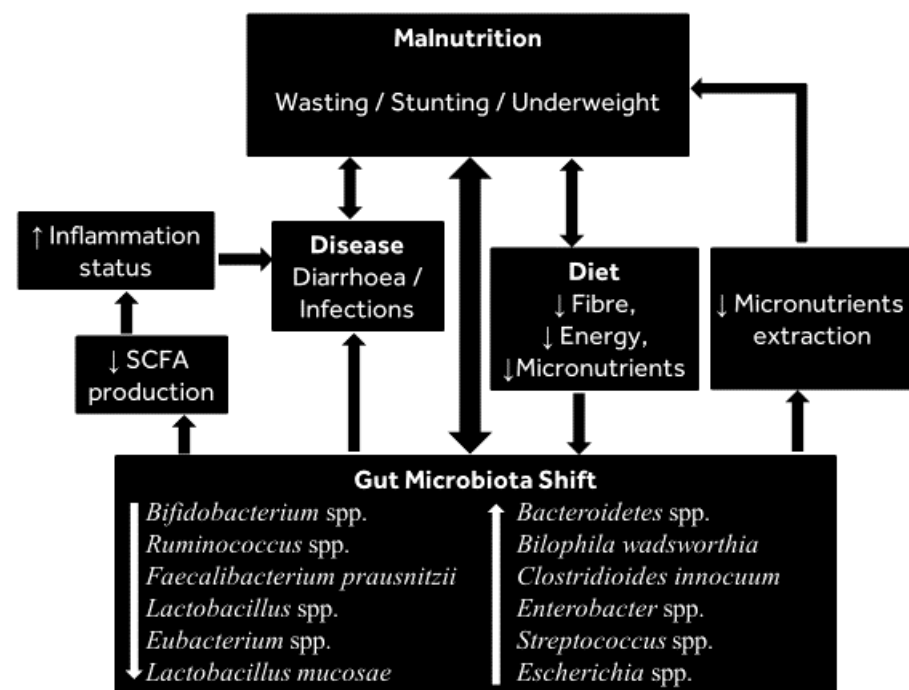 Malnutrition
Wasting / Stunting / Underweight
↑ Inflammation
status
Disease
Diarrhoea /
Infections
Diet
↓ Fibre,
↓ Energy,
↓Micronutrients
↓ Micronutrients
extraction
↓ SCFA
production
Gut Microbiota Shift
Bifidobacterium spp.
Ruminococcus spp.
Faecalibacterium prausnitzii
Lactobacillus spp.
Eubacterium spp.
Lactobacillus mucosae
Bacteroidetes spp.
Bilophila wadsworthia
Clostridioides innocuum
Enterobacter spp.
Streptococcus spp.
Escherichia spp.